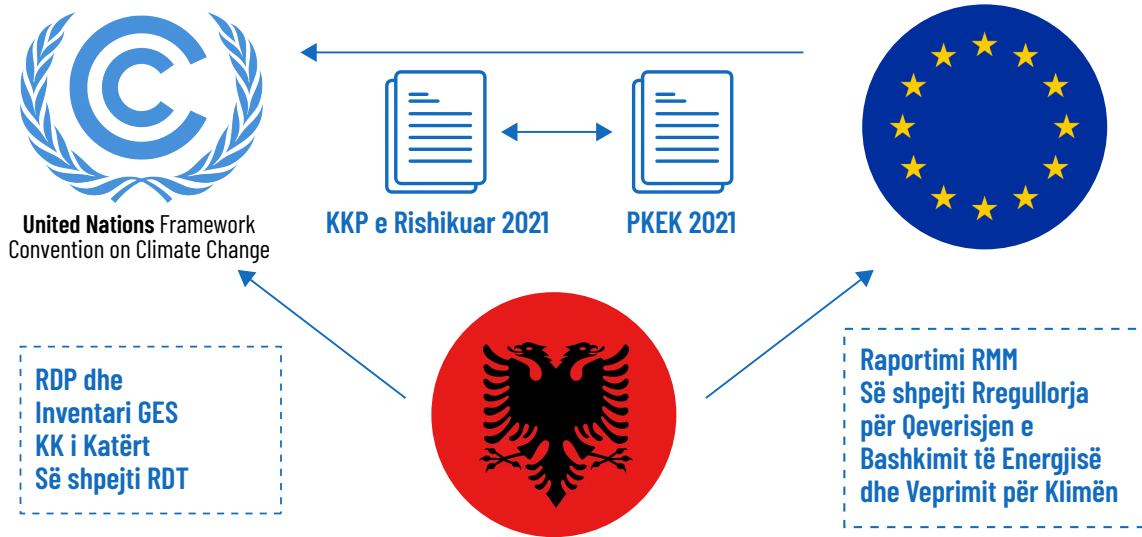 United Nations Framework
Convention on Climate Change
KKP e Rishikuar 2021
PKEK 2021
RDP dhe
Inventari GES
KK i Katërt
Së shpejti RDT
Raportimi RMM
Së shpejti Rregullorja
për Qeverisjen e
Bashkimit të Energjisë
dhe Veprimit për Klimën